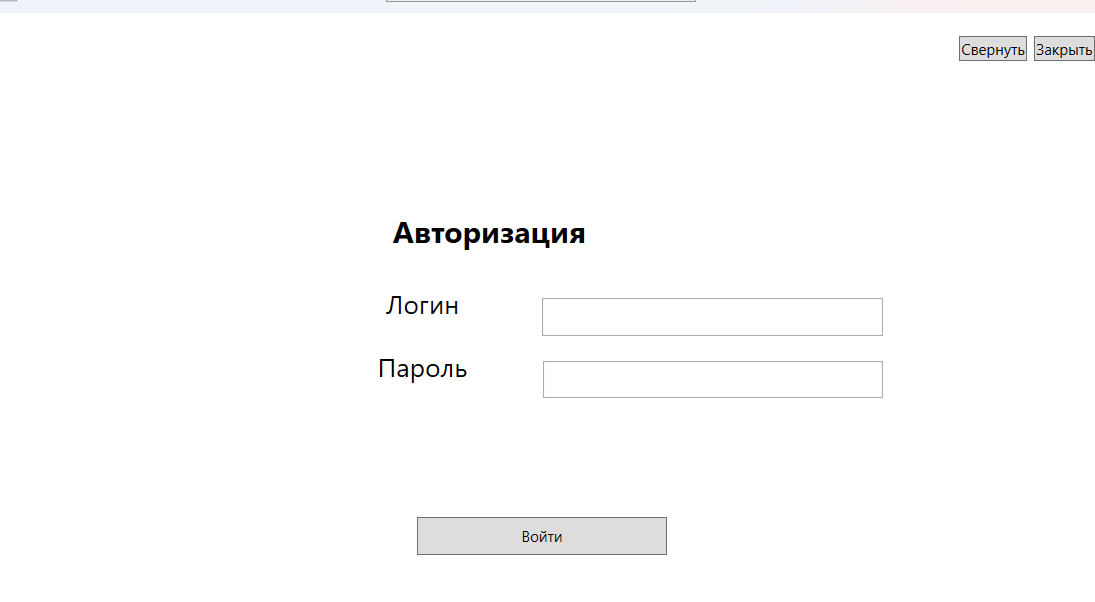 Свернуть Закрыть
Авторизация
Логин
Пароль
Войти